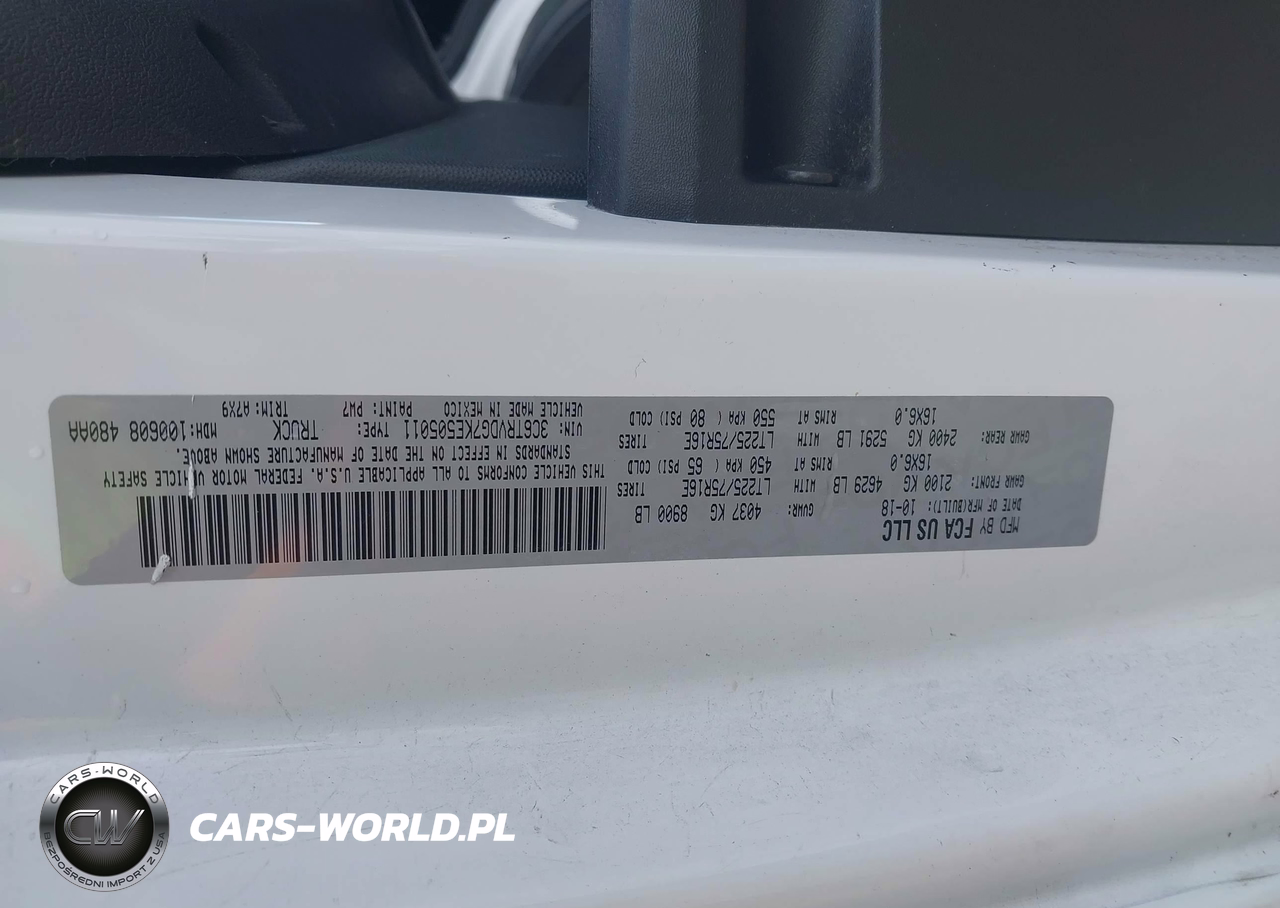 MFD BY FCA US LLC
DATE OF MFR(BUILT): 10-18
GVWR: 4037 KG 8900 LB
GAWR FRONT: 2100 KG 4629 LB WITH LT225/75R16E TIRES
16X6.0 RIMS AT 450 KPA ( 65 PSI) COLD
GAWR REAR: 2400 KG 5291 LB WITH LT225/75R16E TIRES
16X6.0 RIMS AT 550 KPA ( 80 PSI) COLD
THIS VEHICLE CONFORMS TO ALL APPLICABLE U.S.A. FEDERAL MOTOR VEHICLE SAFETY
STANDARDS IN EFFECT ON THE DATE OF MANUFACTURE SHOWN ABOVE.
VIN: 3C6TRVDG7KE505011 TYPE: TRUCK MDH: 100608 480AA
VEHICLE MADE IN MEXICO PAINT: PW7 TRIM: A7X9
CARS-WORLD
CW
BEZPOŚREDNI IMPORT Z USA
CARS-WORLD.PL